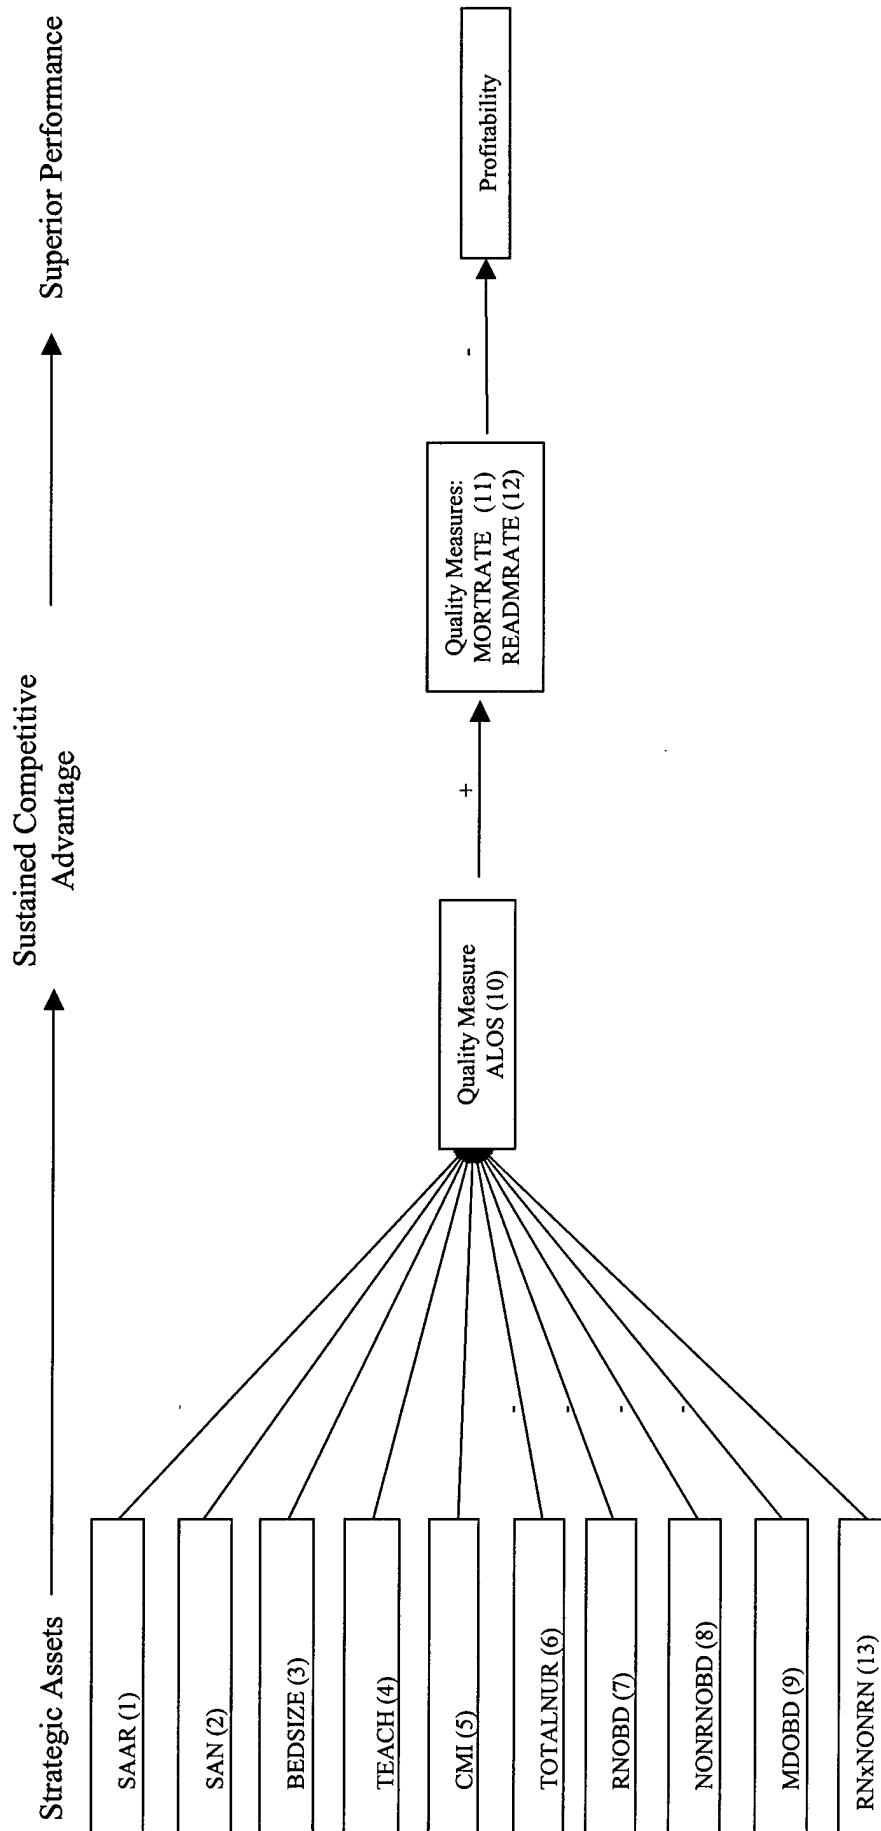 Strategic Assets
Sustained Competitive
Advantage
Superior Performance
SAAR (1)
SAN (2)
BEDSIZE (3)
TEACH (4)
CMI (5)
TOTALNUR (6)
RNOBD (7)
NONRNOBD (8)
MDOBD (9)
RNxNONRN (13)
-
-
-
-
Quality Measure
ALOS (10)
+
Quality Measures:
MORTRATE (11)
READMRATE (12)
-
Profitability